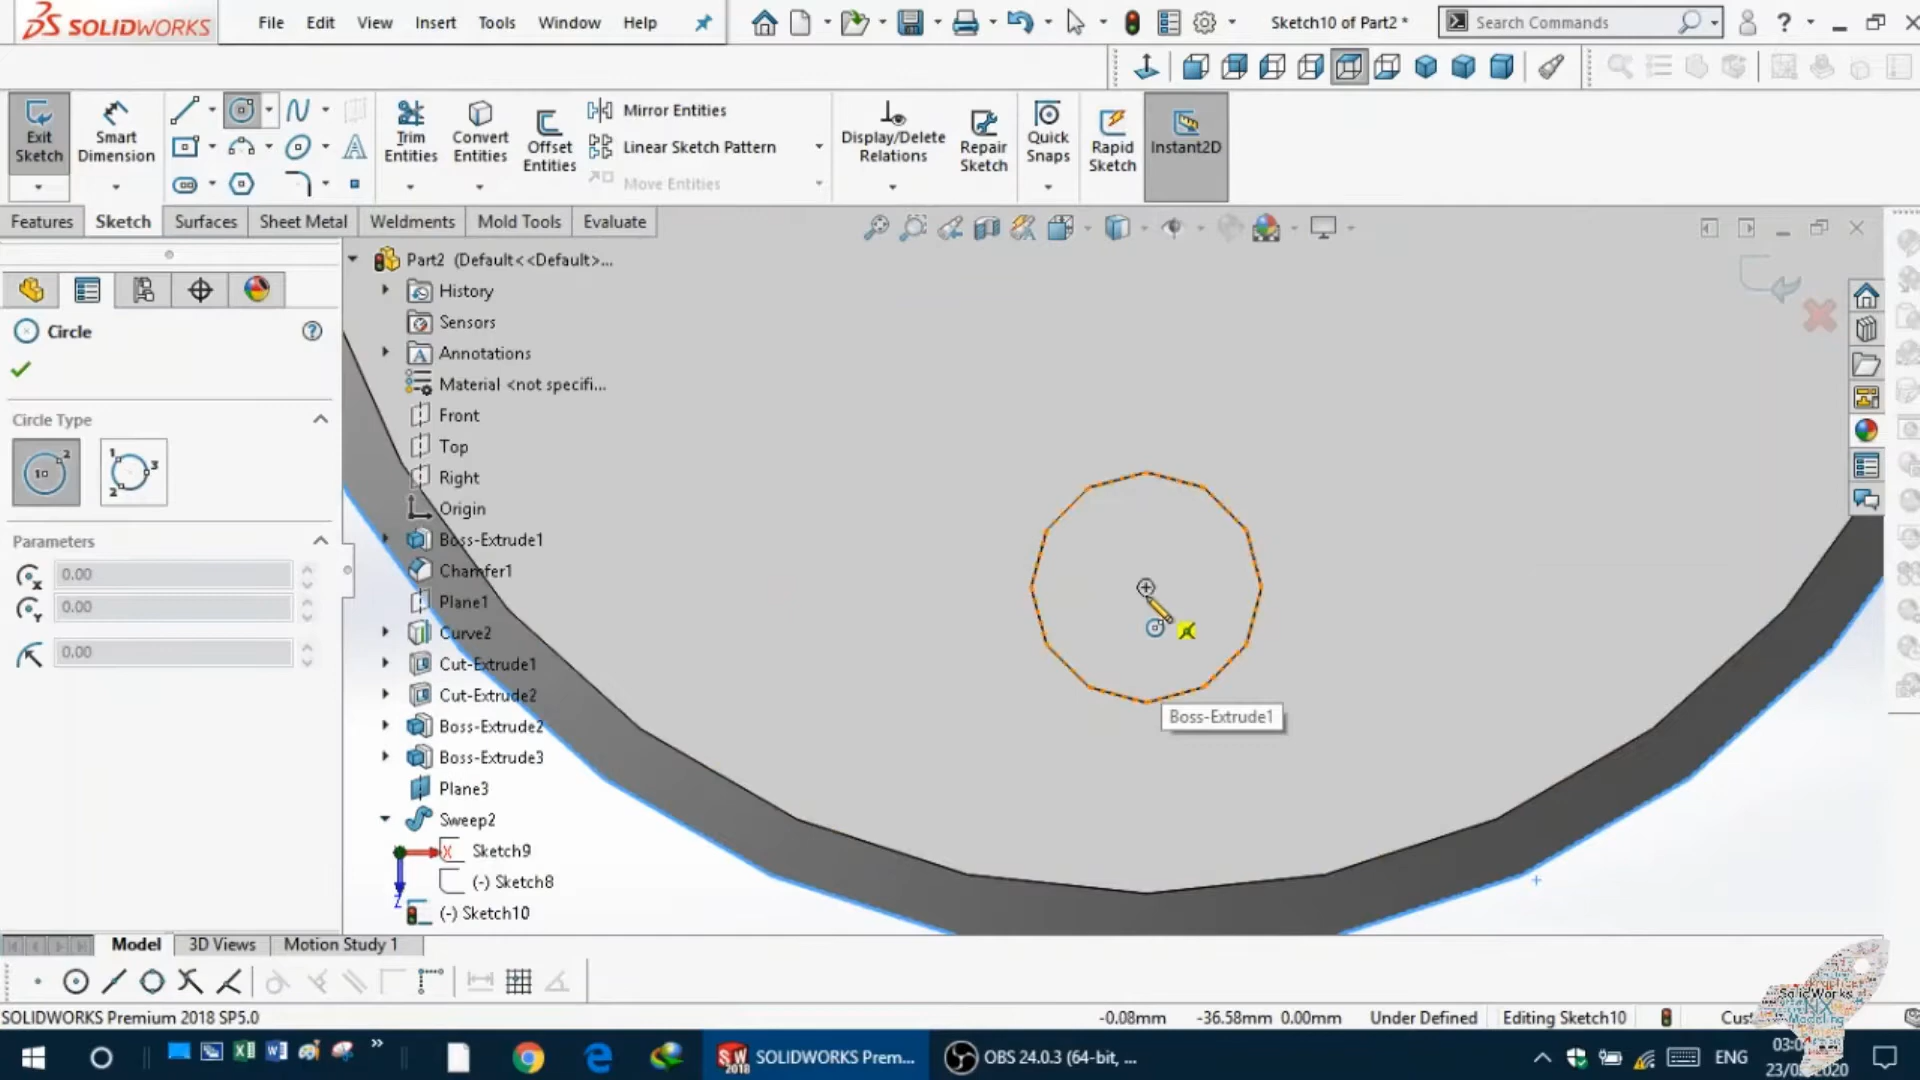 SOLIDWORKS File Edit View Insert Tools Window Help Sketch10 of Part2 * Search Commands
Exit Sketch
Smart Dimension
Trim Entities
Convert Entities
Offset Entities
Mirror Entities
Linear Sketch Pattern
Move Entities
Display/Delete Relations
Repair Sketch
Quick Snaps
Rapid Sketch
Instant2D
Features Sketch Surfaces Sheet Metal Weldments Mold Tools Evaluate
Circle
Circle Type
Parameters
0.00
0.00
0.00
Part2 (Default<<Default>...
History
Sensors
Annotations
Material <not specifi...
Front
Top
Right
Origin
Boss-Extrude1
Chamfer1
Plane1
Curve2
Cut-Extrude1
Cut-Extrude2
Boss-Extrude2
Boss-Extrude3
Plane3
Sweep2
Sketch9
(-) Sketch8
(-) Sketch10
X
Z
Boss-Extrude1
Model 3D Views Motion Study 1
SOLIDWORKS Premium 2018 SP5.0 -0.08mm -36.58mm 0.00mm Under Defined Editing Sketch10
SolidWorks
NX
Modeling
SOLIDWORKS Prem... OBS 24.0.3 (64-bit, ... ENG